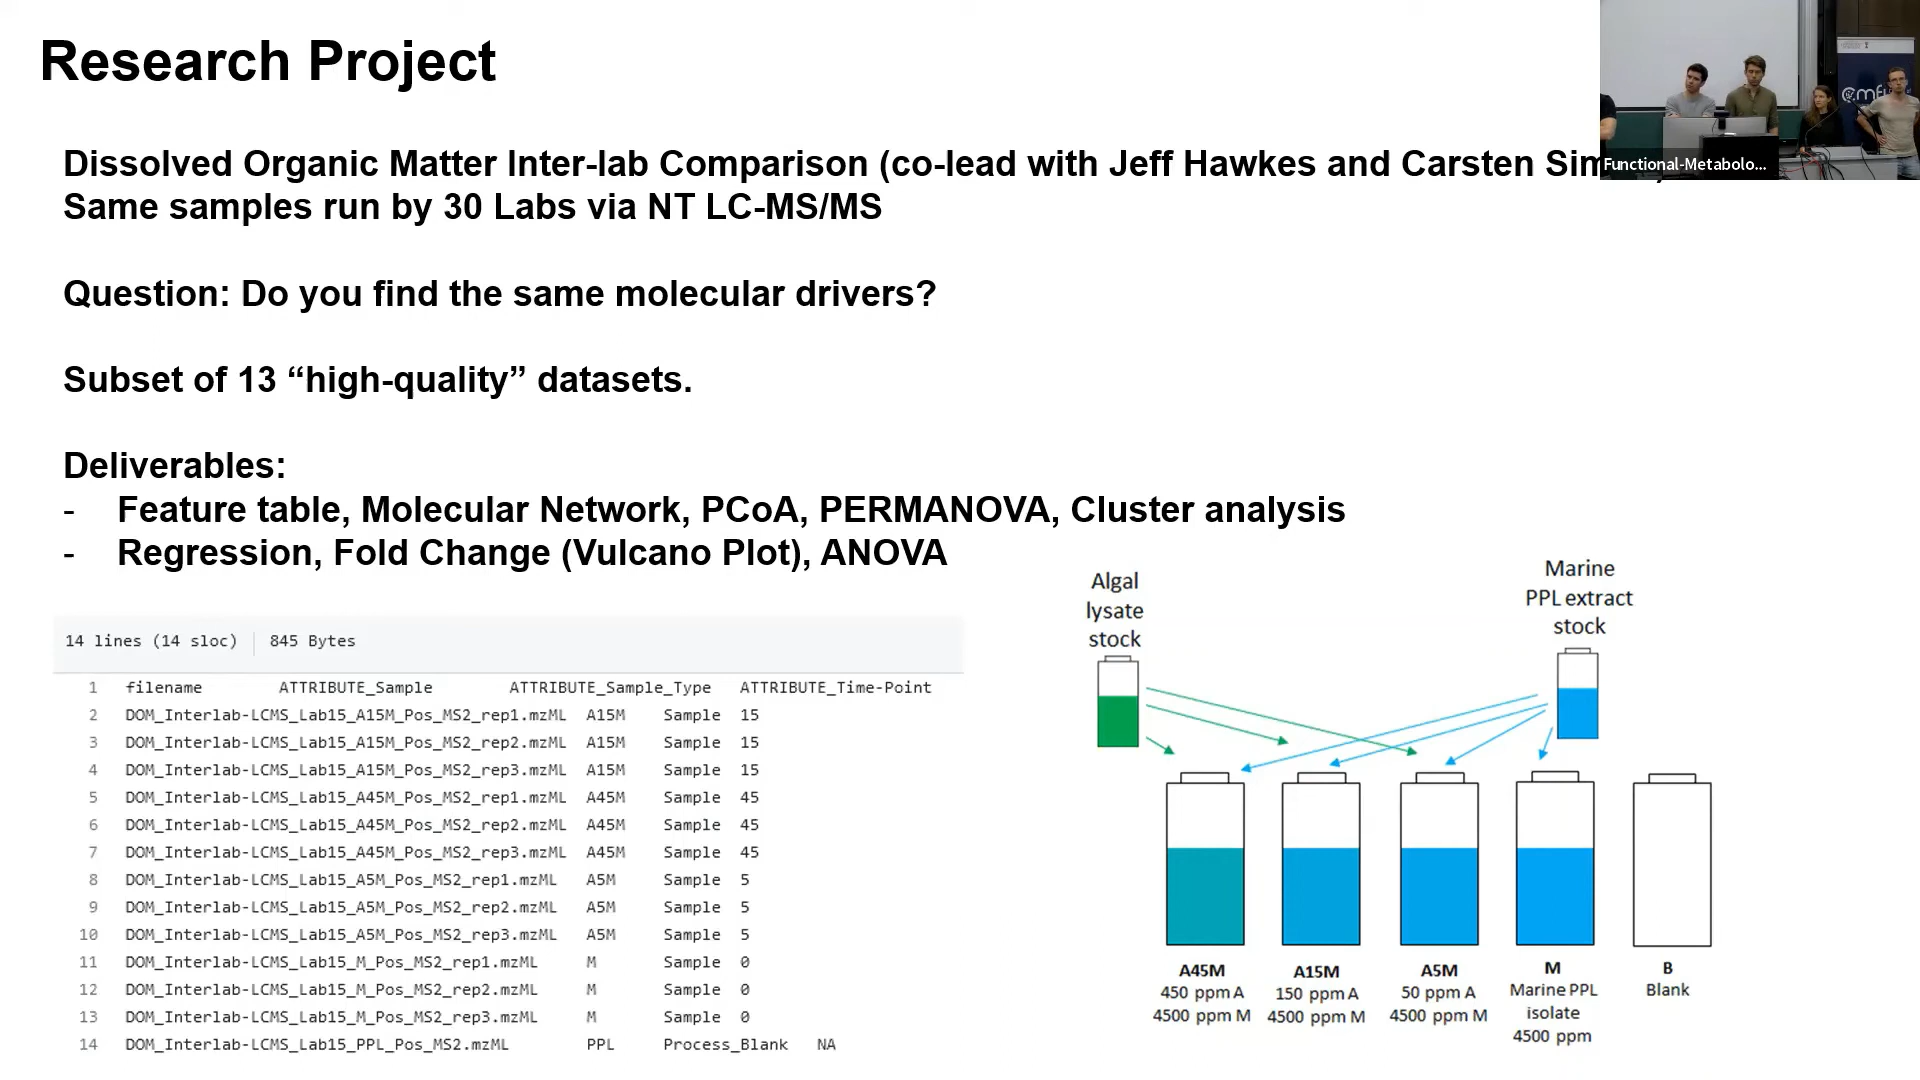 Research Project
Dissolved Organic Matter Inter-lab Comparison (co-lead with Jeff Hawkes and Carsten
Same samples run by 30 Labs via NT LC-MS/MS
Question: Do you find the same molecular drivers?
Subset of 13 “high-quality” datasets.
Deliverables:
- Feature table, Molecular Network, PCoA, PERMANOVA, Cluster analysis
- Regression, Fold Change (Vulcano Plot), ANOVA
14 lines (14 sloc) 845 Bytes
1 filename ATTRIBUTE_Sample ATTRIBUTE_Sample_Type ATTRIBUTE_Time-Point
2 DOM_Interlab-LCMS_Lab15_A15M_Pos_MS2_rep1.mzML A15M Sample 15
3 DOM_Interlab-LCMS_Lab15_A15M_Pos_MS2_rep2.mzML A15M Sample 15
4 DOM_Interlab-LCMS_Lab15_A15M_Pos_MS2_rep3.mzML A15M Sample 15
5 DOM_Interlab-LCMS_Lab15_A45M_Pos_MS2_rep1.mzML A45M Sample 45
6 DOM_Interlab-LCMS_Lab15_A45M_Pos_MS2_rep2.mzML A45M Sample 45
7 DOM_Interlab-LCMS_Lab15_A45M_Pos_MS2_rep3.mzML A45M Sample 45
8 DOM_Interlab-LCMS_Lab15_A5M_Pos_MS2_rep1.mzML A5M Sample 5
9 DOM_Interlab-LCMS_Lab15_A5M_Pos_MS2_rep2.mzML A5M Sample 5
10 DOM_Interlab-LCMS_Lab15_A5M_Pos_MS2_rep3.mzML A5M Sample 5
11 DOM_Interlab-LCMS_Lab15_M_Pos_MS2_rep1.mzML M Sample 0
12 DOM_Interlab-LCMS_Lab15_M_Pos_MS2_rep2.mzML M Sample 0
13 DOM_Interlab-LCMS_Lab15_M_Pos_MS2_rep3.mzML M Sample 0
14 DOM_Interlab-LCMS_Lab15_PPL_Pos_MS2.mzML PPL Process_Blank NA
Algal
lysate
stock
Marine
PPL extract
stock
A45M
450 ppm A
4500 ppm M
A15M
150 ppm A
4500 ppm M
A5M
50 ppm A
4500 ppm M
M
Marine PPL
isolate
4500 ppm
B
Blank
Functional-Metabolo...